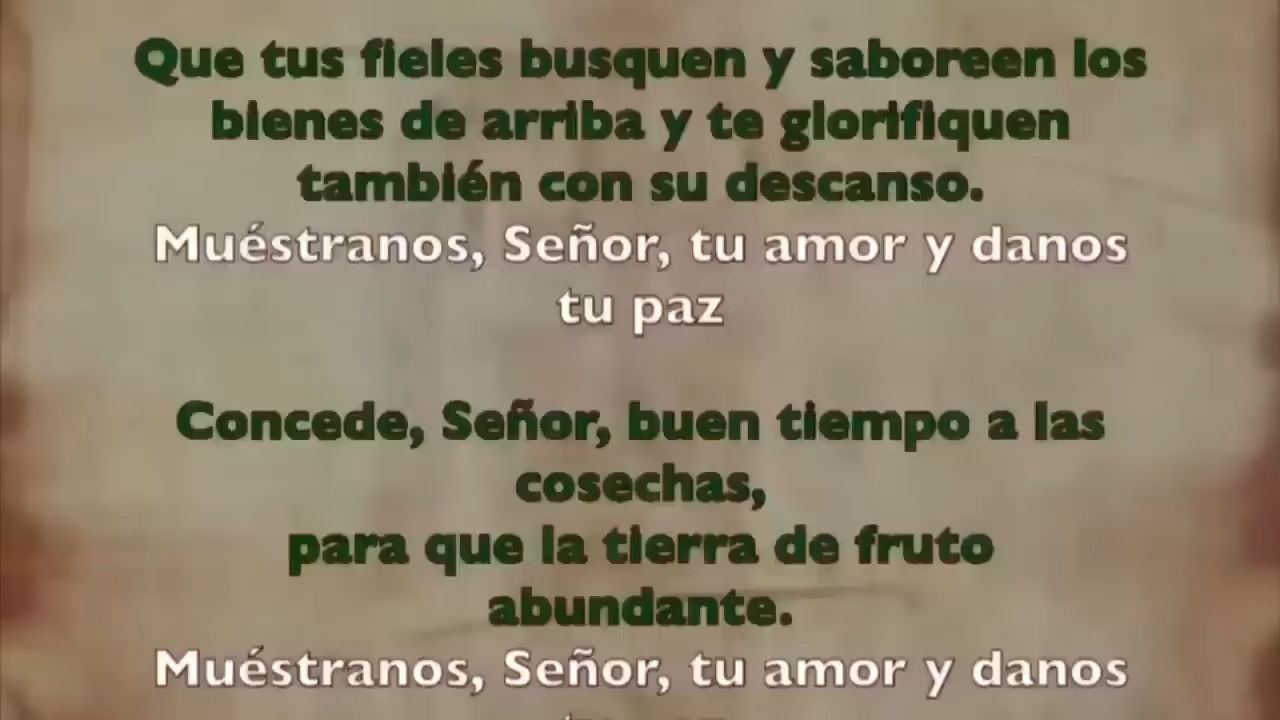 Que tus fieles busquen y saboreen los
bienes de arriba y te glorifiquen
también con su descanso.
Muéstranos, Señor, tu amor y danos
tu paz
Concede, Señor, buen tiempo a las
cosechas,
para que la tierra de fruto
abundante.
Muéstranos, Señor, tu amor y danos